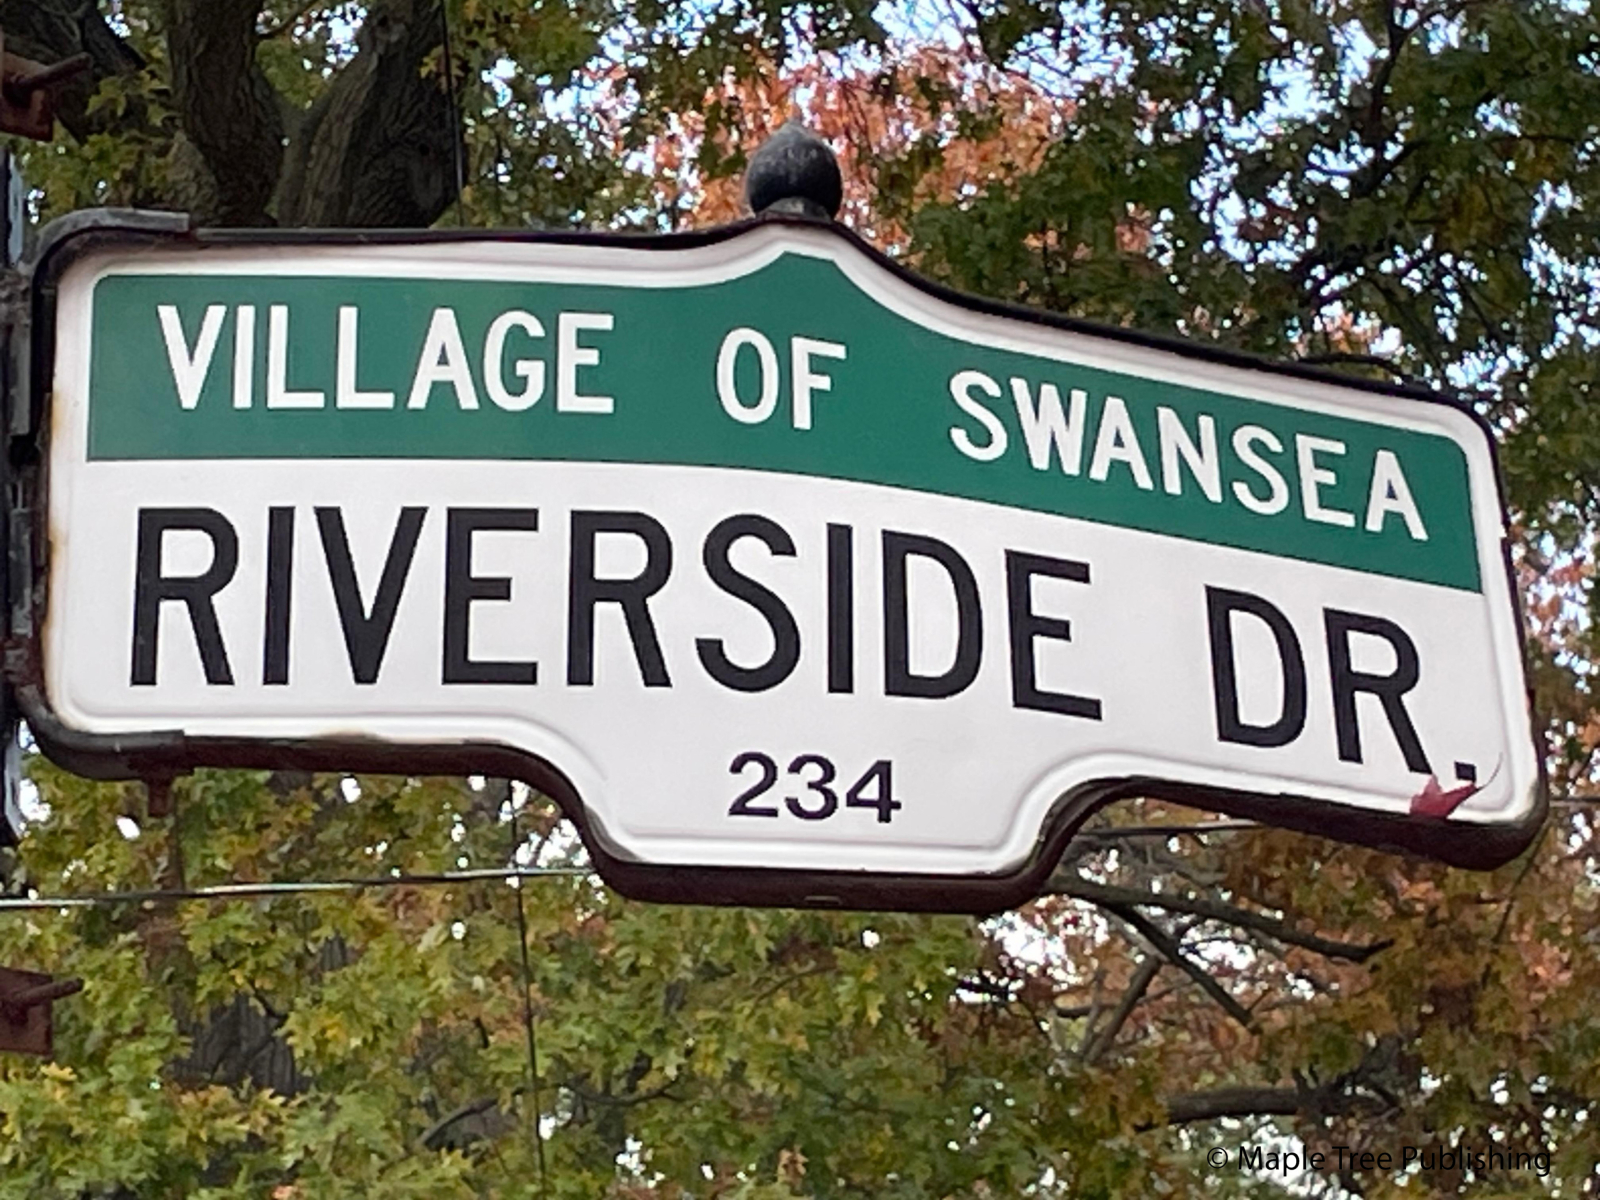 VILLAGE OF SWANSEA
RIVERSIDE DR.
234
© Maple Tree Publishing